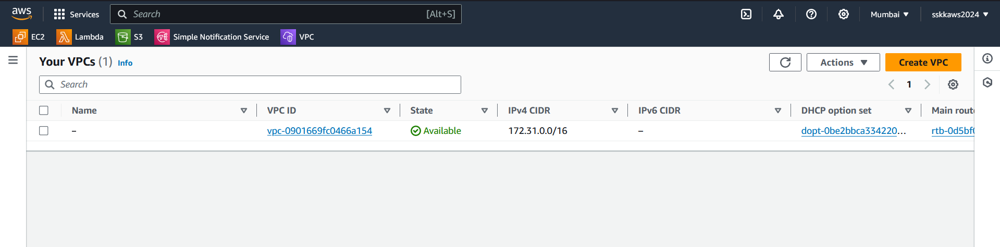 aws Services Search [Alt+S] Mumbai sskkaws2024
EC2 Lambda S3 Simple Notification Service VPC
Your VPCs (1) Info Actions Create VPC
Search 1
Name VPC ID State IPv4 CIDR IPv6 CIDR DHCP option set Main rout
– vpc-0901669fc0466a154 Available 172.31.0.0/16 – dopt-0be2bbca334220... rtb-0d5bf